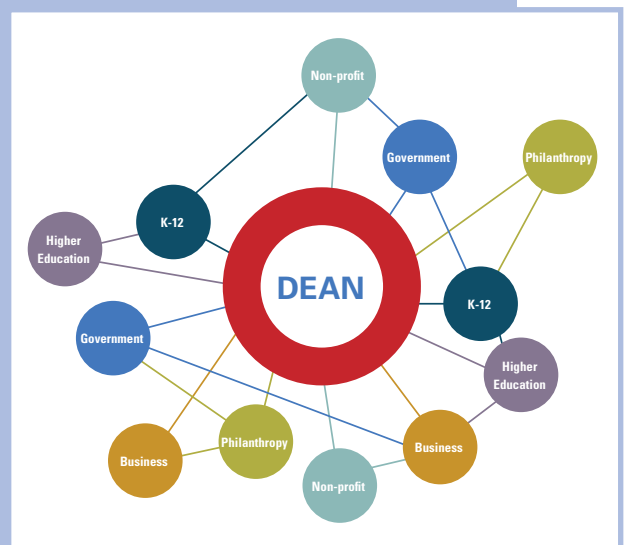 Non-profit
Government
Philanthropy
K-12
Higher
Education
DEAN
K-12
Government
Higher
Education
Philanthropy
Business
Business
Non-profit